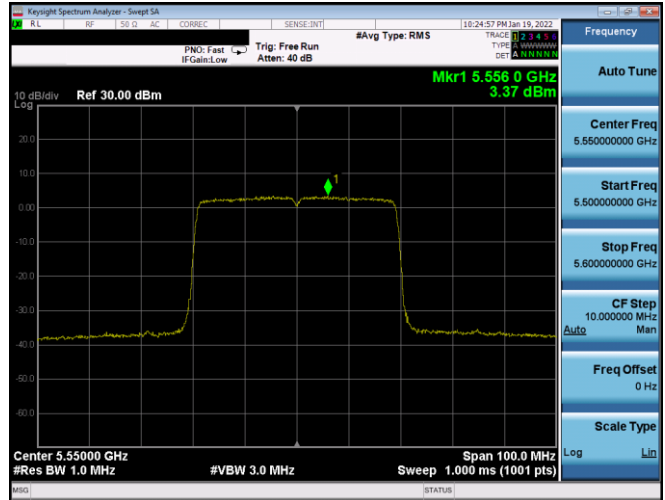 Keysight Spectrum Analyzer - Swept SA
RL RF 50 Ω AC CORREC SENSE:INT 10:24:57 PM Jan 19, 2022
#Avg Type: RMS
TRACE 1 2 3 4 5 6
PNO: Fast Trig: Free Run TYPE A WWWWW
IFGain:Low Atten: 40 dB DET A N N N N N
Mkr1 5.556 0 GHz
3.37 dBm
10 dB/div Ref 30.00 dBm
Log
20.0
10.0
1
0.00
-10.0
-20.0
-30.0
-40.0
-50.0
-60.0
Center 5.55000 GHz Span 100.0 MHz
#Res BW 1.0 MHz #VBW 3.0 MHz Sweep 1.000 ms (1001 pts)
MSG STATUS
Frequency
Auto Tune
Center Freq
5.550000000 GHz
Start Freq
5.500000000 GHz
Stop Freq
5.600000000 GHz
CF Step
10.000000 MHz
Auto Man
Freq Offset
0 Hz
Scale Type
Log Lin